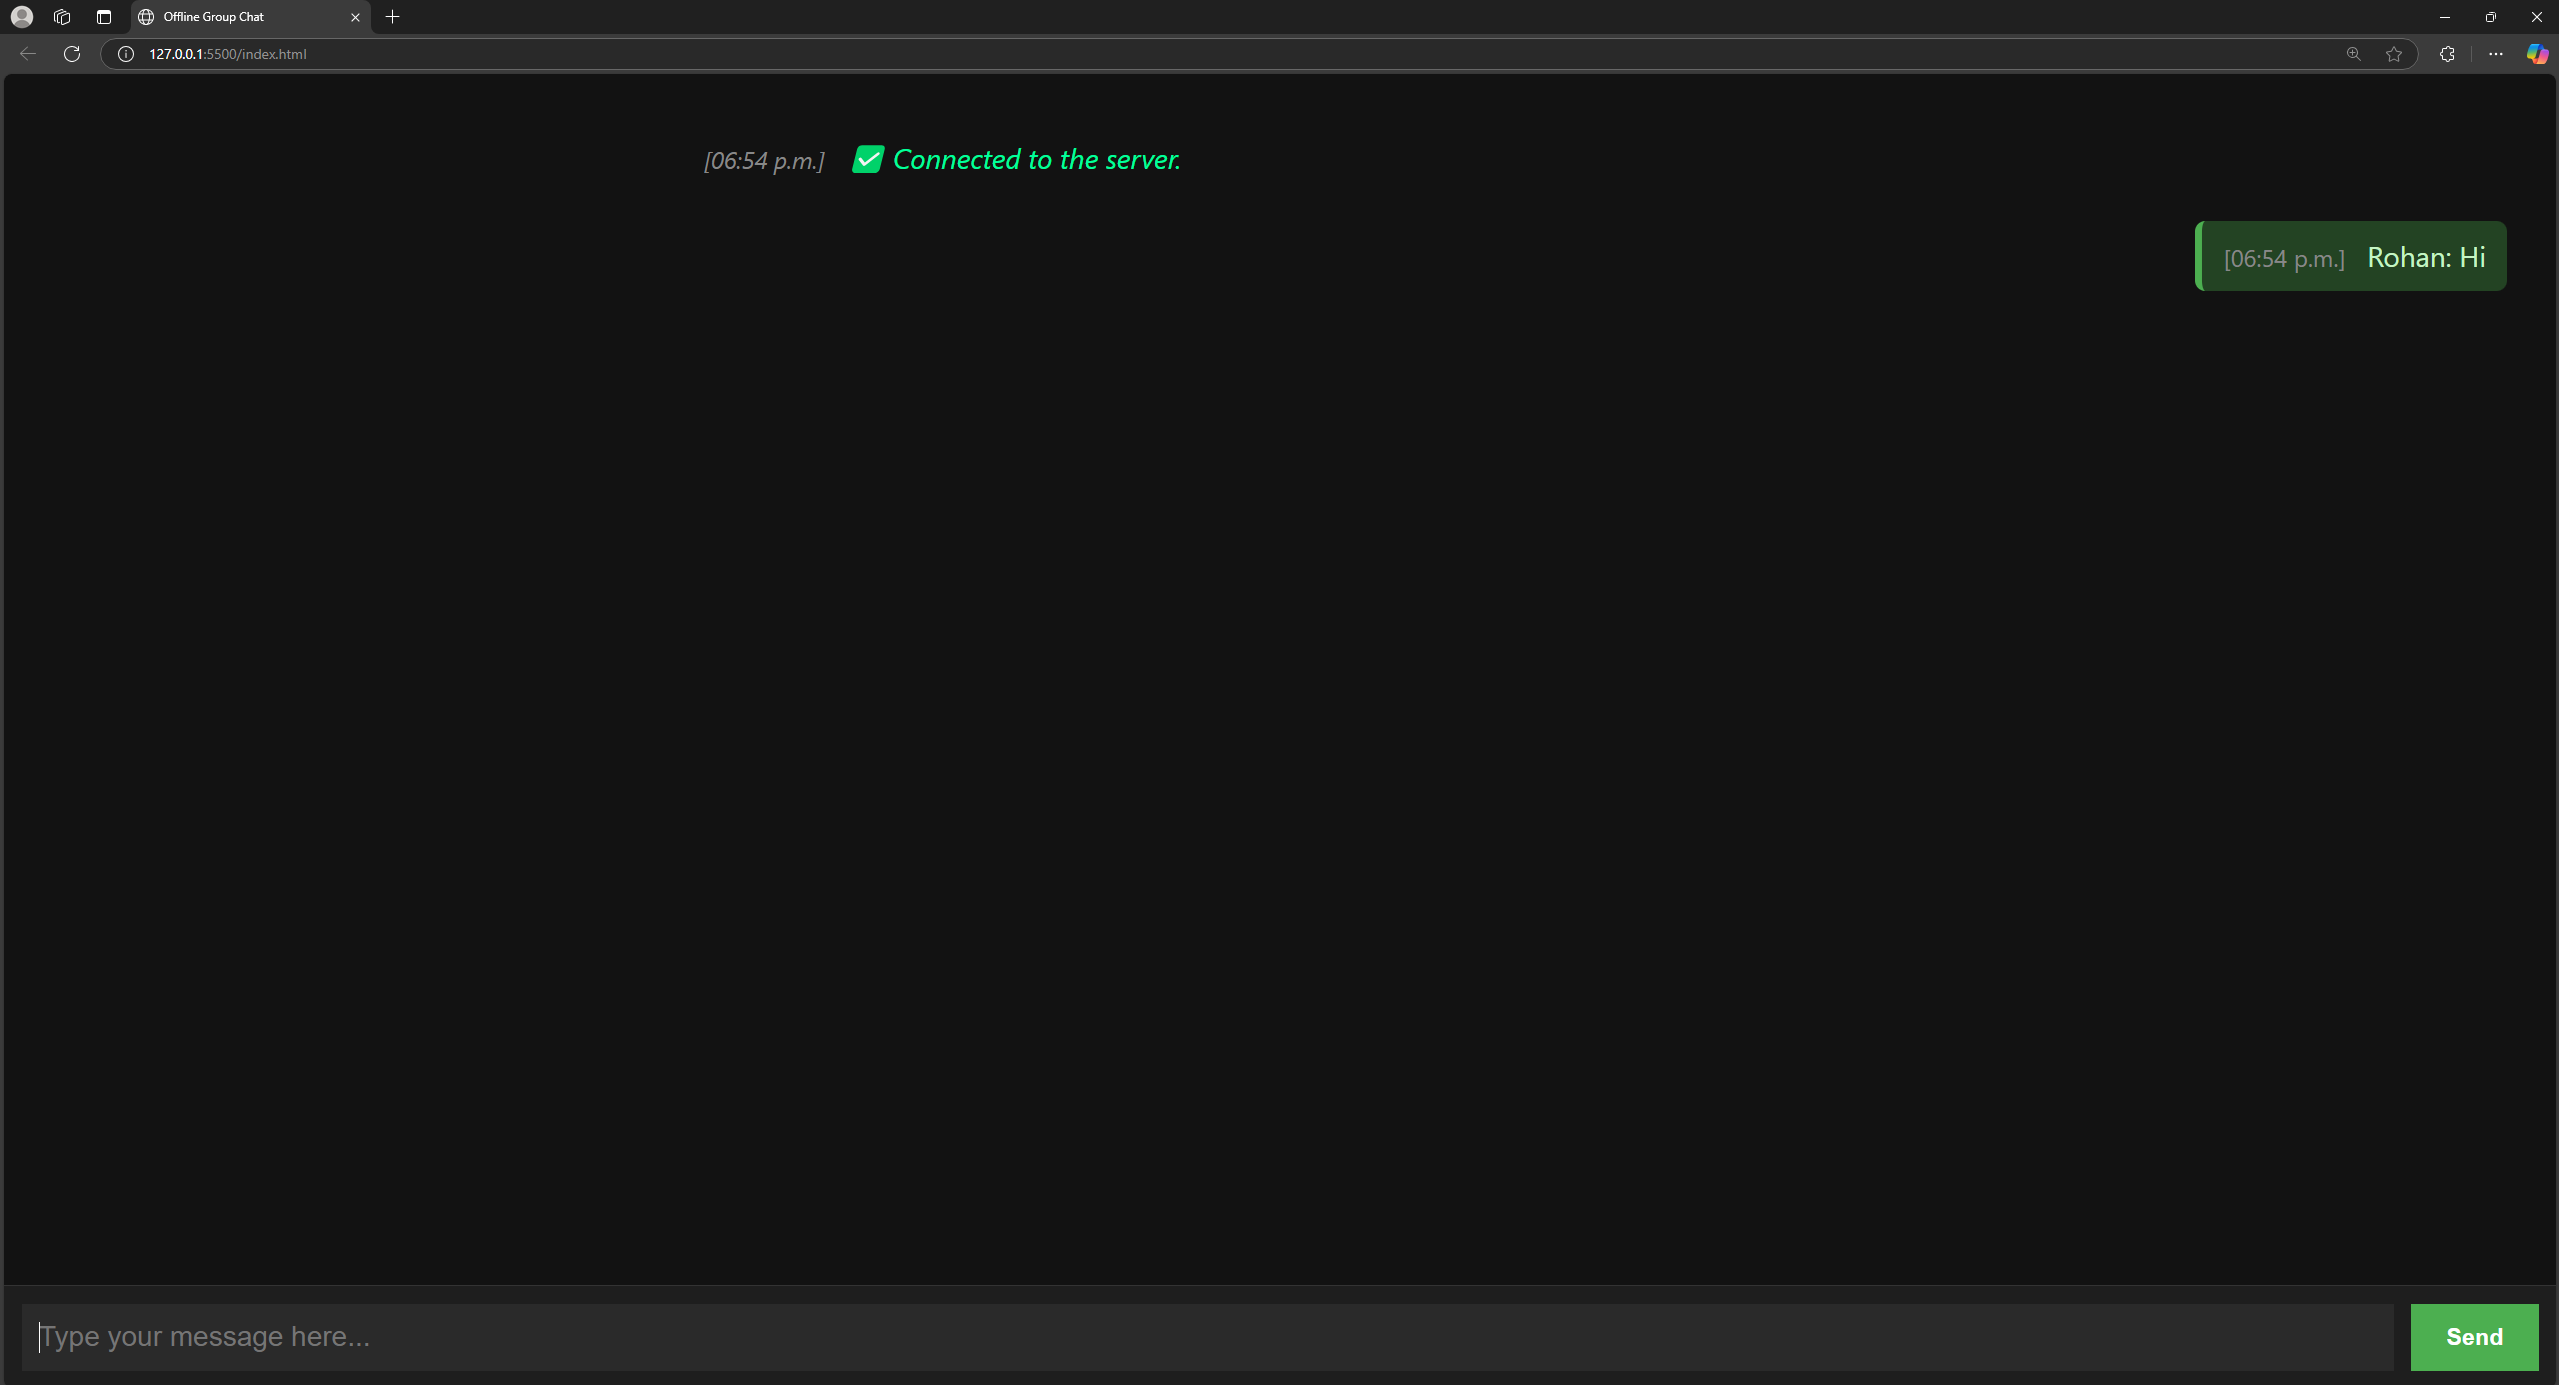 Offline Group Chat
127.0.0.1:5500/index.html
[06:54 p.m.] ✅ Connected to the server.
[06:54 p.m.] Rohan: Hi
Type your message here...
Send